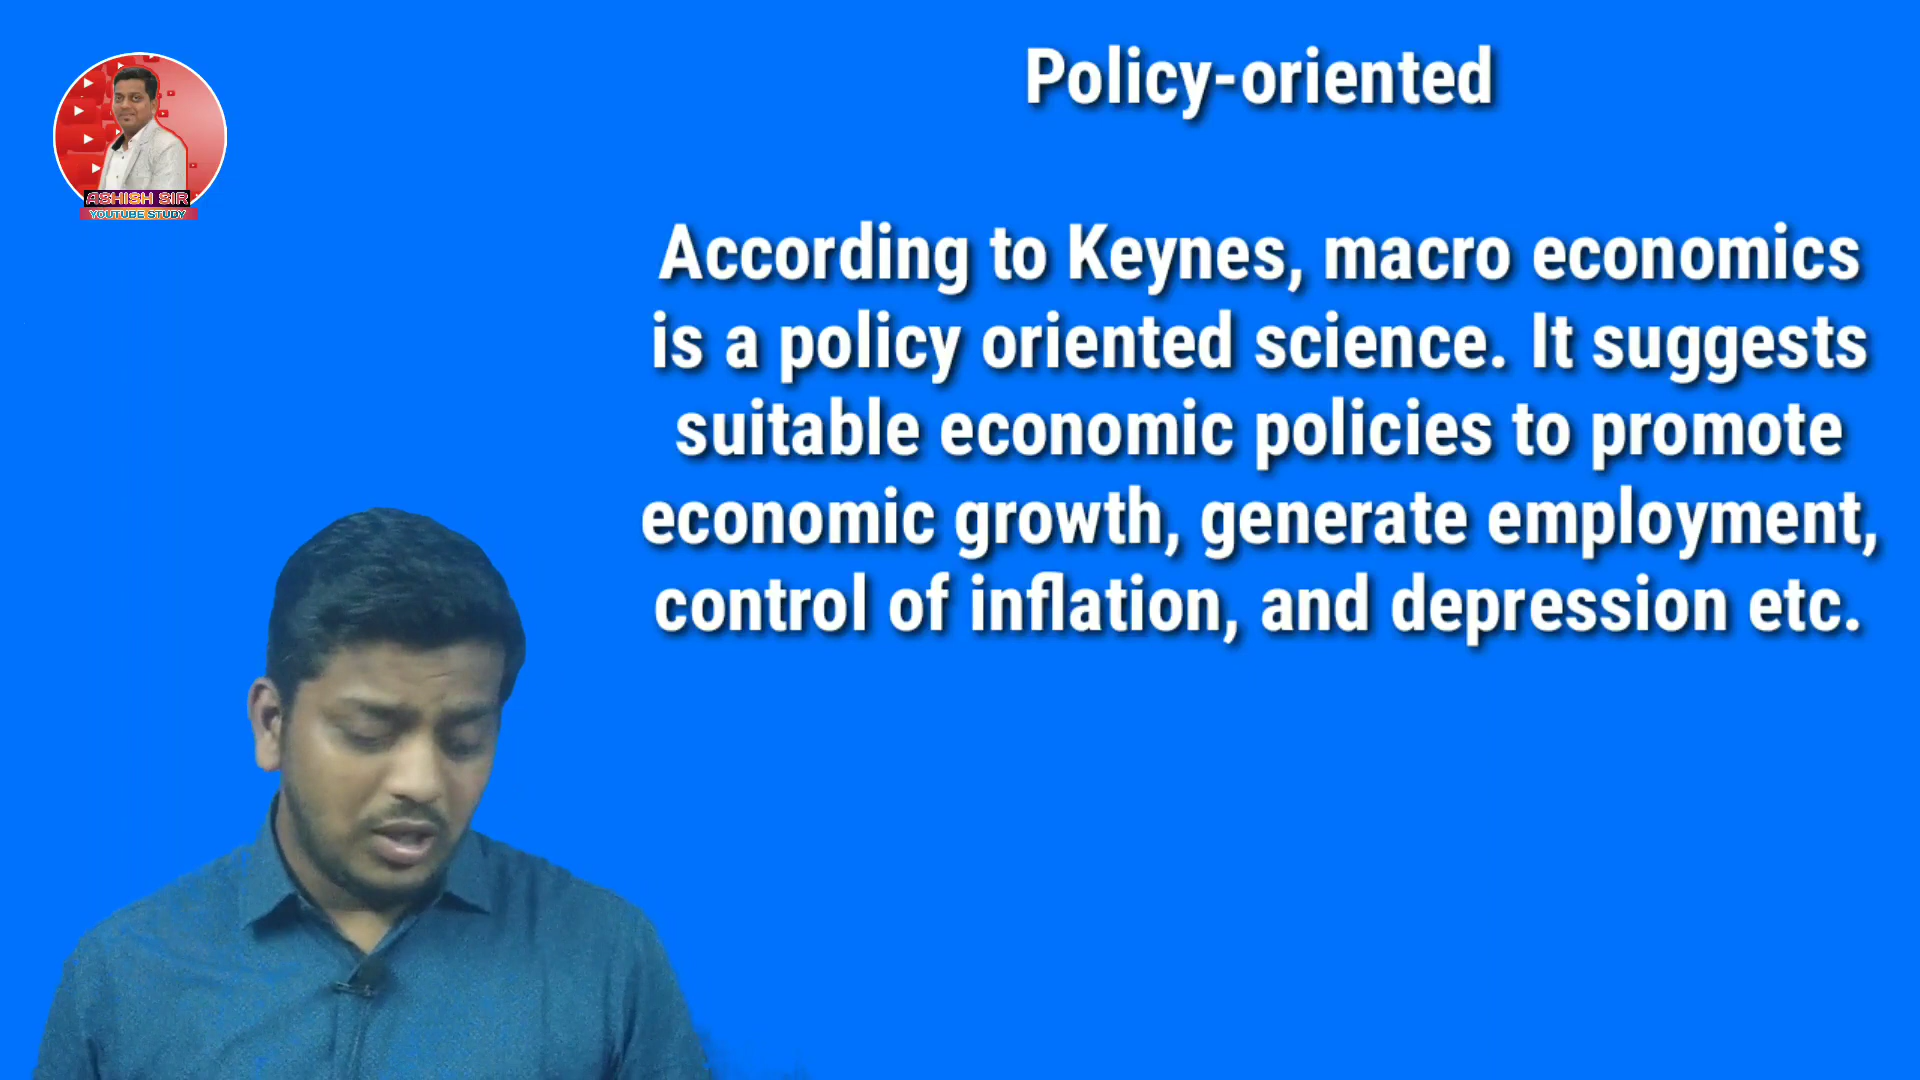 ASHISH SIR
YOUTUBE STUDY
Policy-oriented
According to Keynes, macro economics
is a policy oriented science. It suggests
suitable economic policies to promote
economic growth, generate employment,
control of inflation, and depression etc.